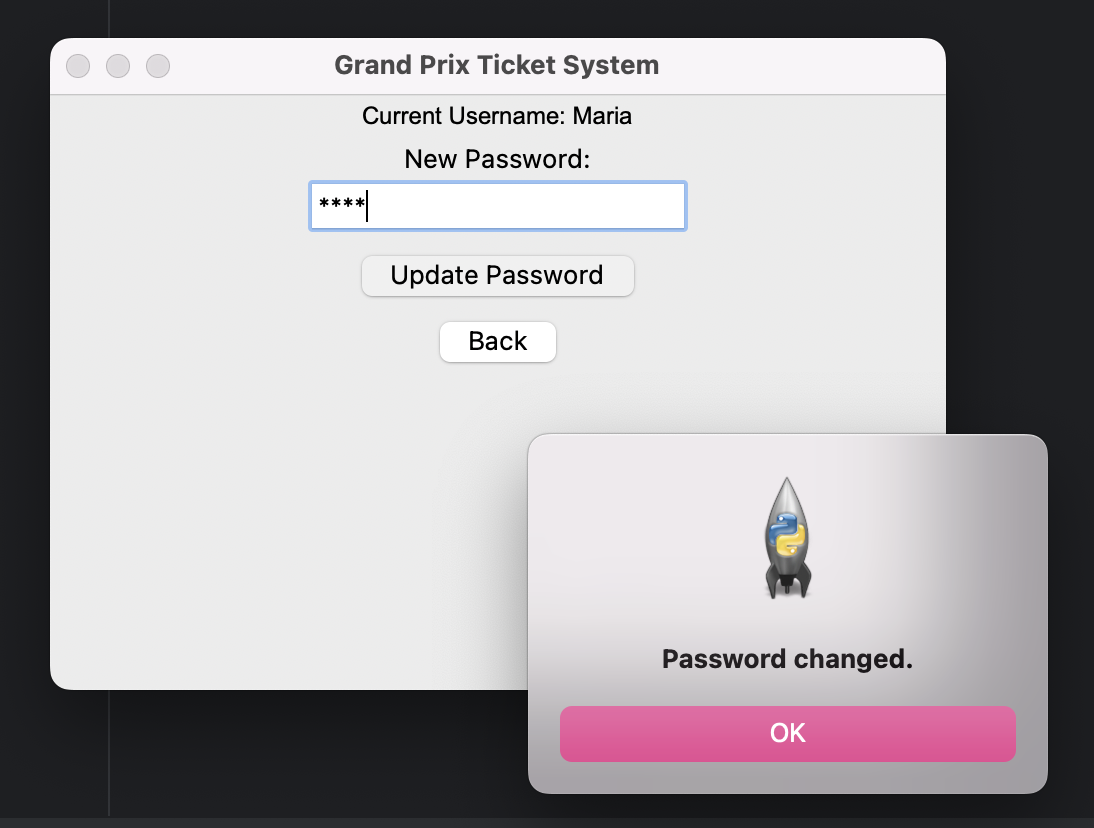 Grand Prix Ticket System
Current Username: Maria
New Password:
****
Update Password
Back
Password changed.
OK